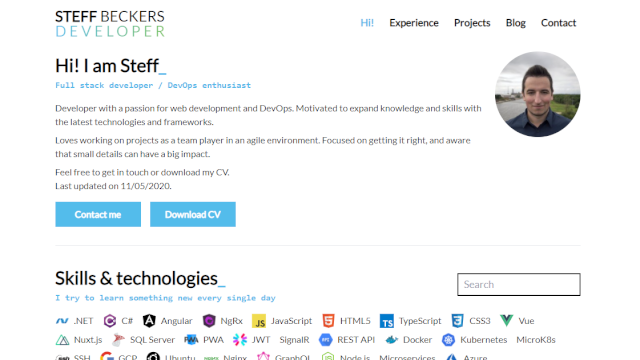 STEFF BECKERS
DEVELOPER
Hi! Experience Projects Blog Contact
Hi! I am Steff_
Full stack developer / DevOps enthusiast
Developer with a passion for web development and DevOps. Motivated to expand knowledge and skills with
the latest technologies and frameworks.
Loves working on projects as a team player in an agile environment. Focused on getting it right, and aware
that small details can have a big impact.
Feel free to get in touch or download my CV.
Last updated on 11/05/2020.
Contact me Download CV
Skills & technologies_
Search
I try to learn something new every single day
.NET C# Angular NgRx JavaScript HTML5 TypeScript CSS3 Vue
Nuxt.js SQL Server PWA JWT SignalR REST API Docker Kubernetes MicroK8s
SSH GCP Ubuntu Nginx GraphQL Node.js Microservices Azure